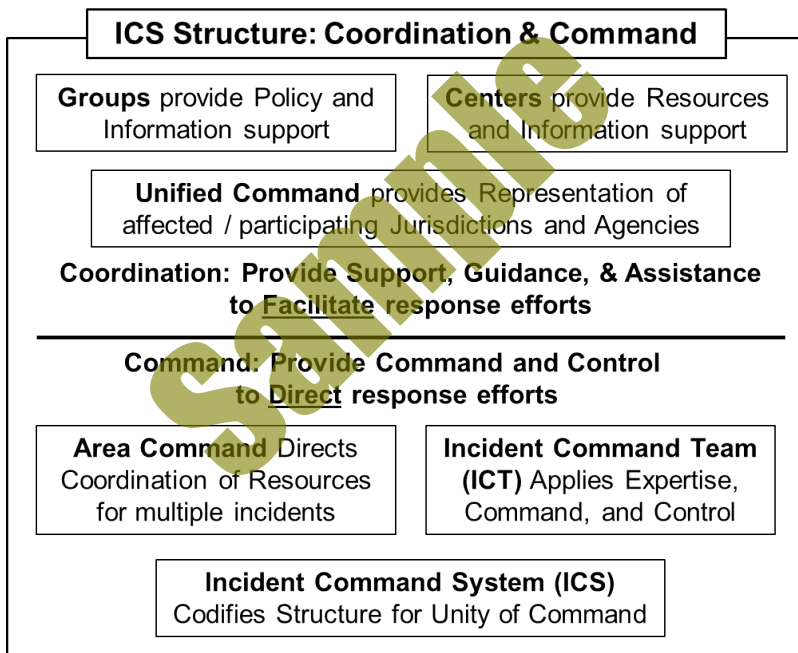 ICS Structure: Coordination & Command
Groups provide Policy and
Information support
Centers provide Resources
and Information support
Unified Command provides Representation of
affected / participating Jurisdictions and Agencies
Coordination: Provide Support, Guidance, & Assistance
to Facilitate response efforts
Command: Provide Command and Control
to Direct response efforts
Area Command Directs
Coordination of Resources
for multiple incidents
Incident Command Team
(ICT) Applies Expertise,
Command, and Control
Incident Command System (ICS)
Codifies Structure for Unity of Command
Sample